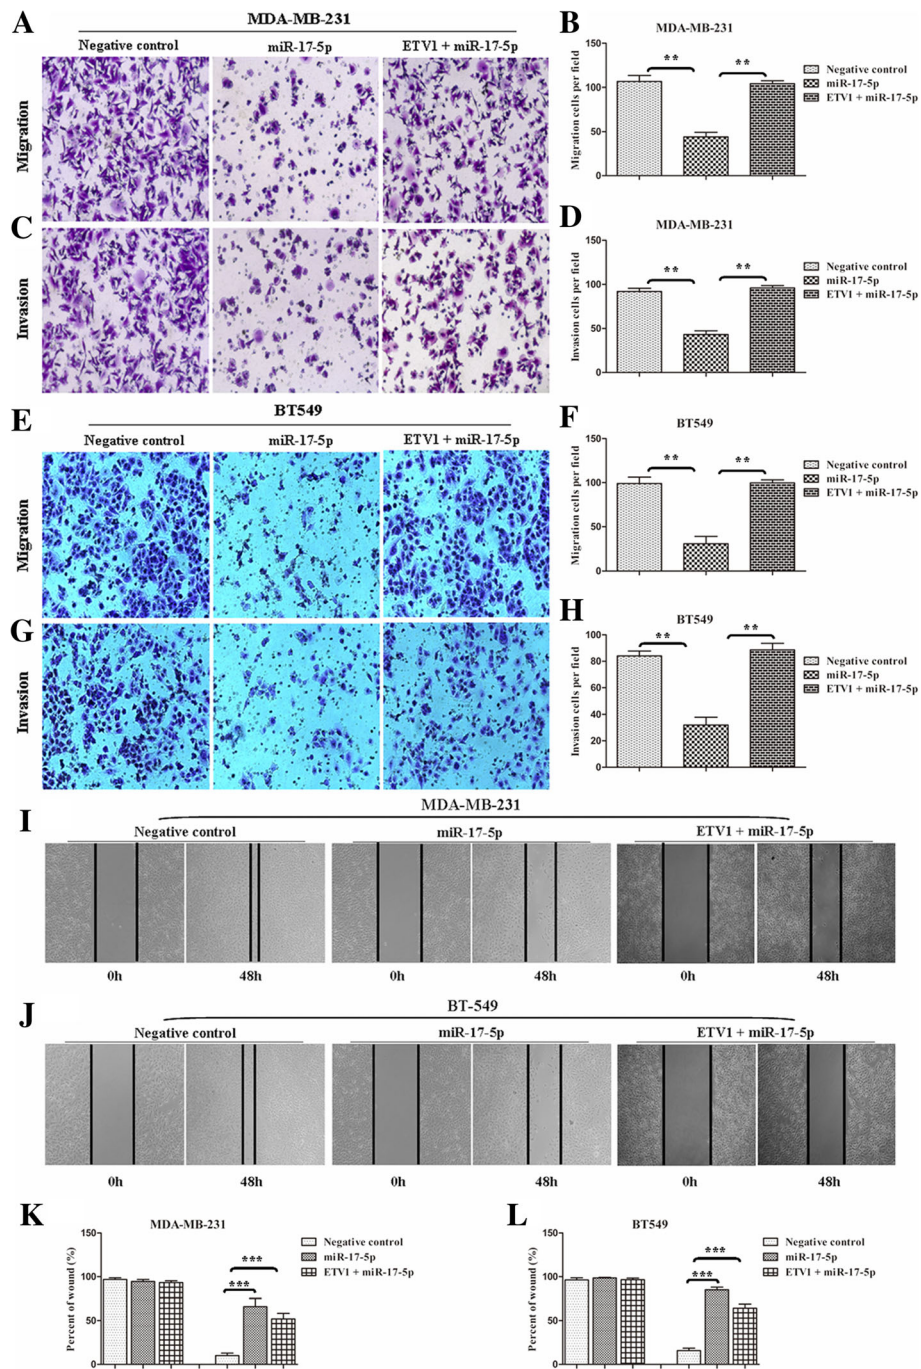 A
MDA-MB-231
Negative control
miR-17-5p
ETV1 + miR-17-5p
Migration
B
MDA-MB-231
150
100
50
0
Migration cells per field
**
**
Negative control
miR-17-5p
ETV1 + miR-17-5p
C
Invasion
D
MDA-MB-231
150
100
50
0
Invasion cells per field
**
**
Negative control
miR-17-5p
ETV1 + miR-17-5p
E
BT549
Negative control
miR-17-5p
ETV1 + miR-17-5p
Migration
F
BT549
150
100
50
0
Migration cells per field
**
**
Negative control
miR-17-5p
ETV1 + miR-17-5p
G
Invasion
H
BT549
100
80
60
40
20
0
Invasion cells per field
**
**
Negative control
miR-17-5p
ETV1 + miR-17-5p
I
MDA-MB-231
Negative control
miR-17-5p
ETV1 + miR-17-5p
0h
48h
0h
48h
0h
48h
J
BT-549
Negative control
miR-17-5p
ETV1 + miR-17-5p
0h
48h
0h
48h
0h
48h
K
MDA-MB-231
150
100
50
0
Percent of wound (%)
***
***
Negative control
miR-17-5p
ETV1 + miR-17-5p
L
BT549
150
100
50
0
Percent of wound (%)
***
***
Negative control
miR-17-5p
ETV1 + miR-17-5p